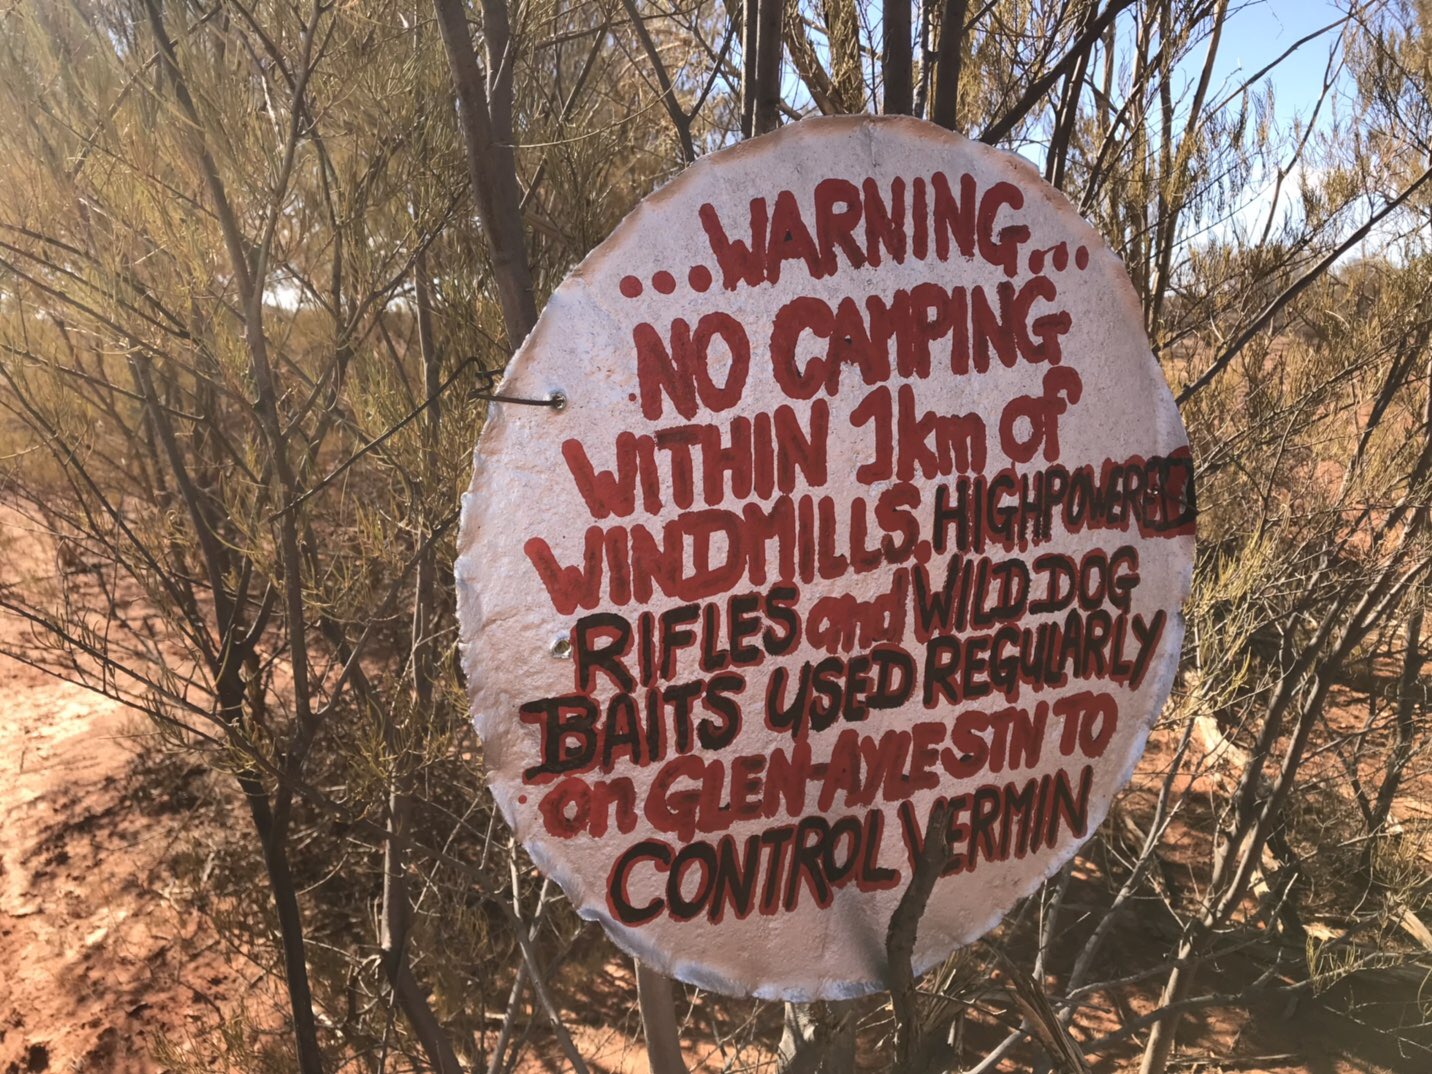 ....WARNING...
NO CAMPING
WITHIN 1km of
WINDMILLS. HIGHPOWERED
RIFLES and WILD DOG
BAITS USED REGULARLY
on GLEN-AYLE STN TO
CONTROL VERMIN